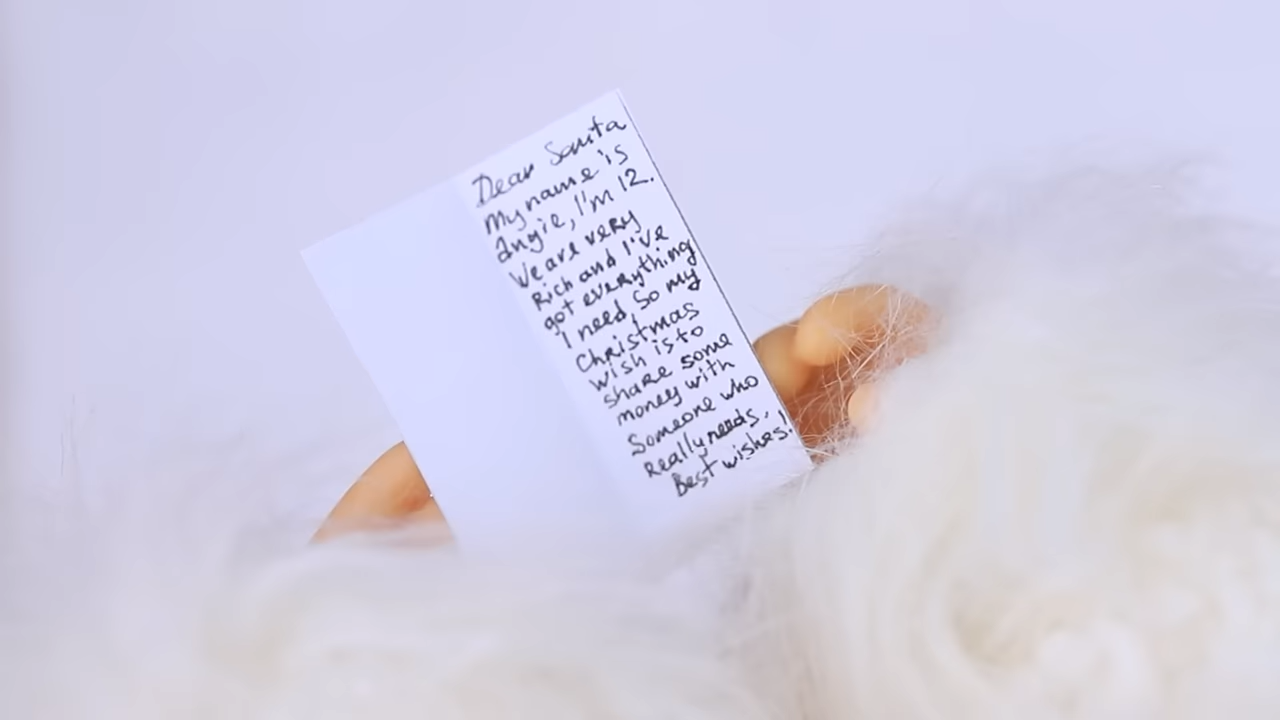 Dear Santa
My name is
Angie, I'm 12.
We are very
Rich and I've
got everything
I need, So my
Christmas
wish is to
share some
money with
Someone who
Really needs.
Best wishes!